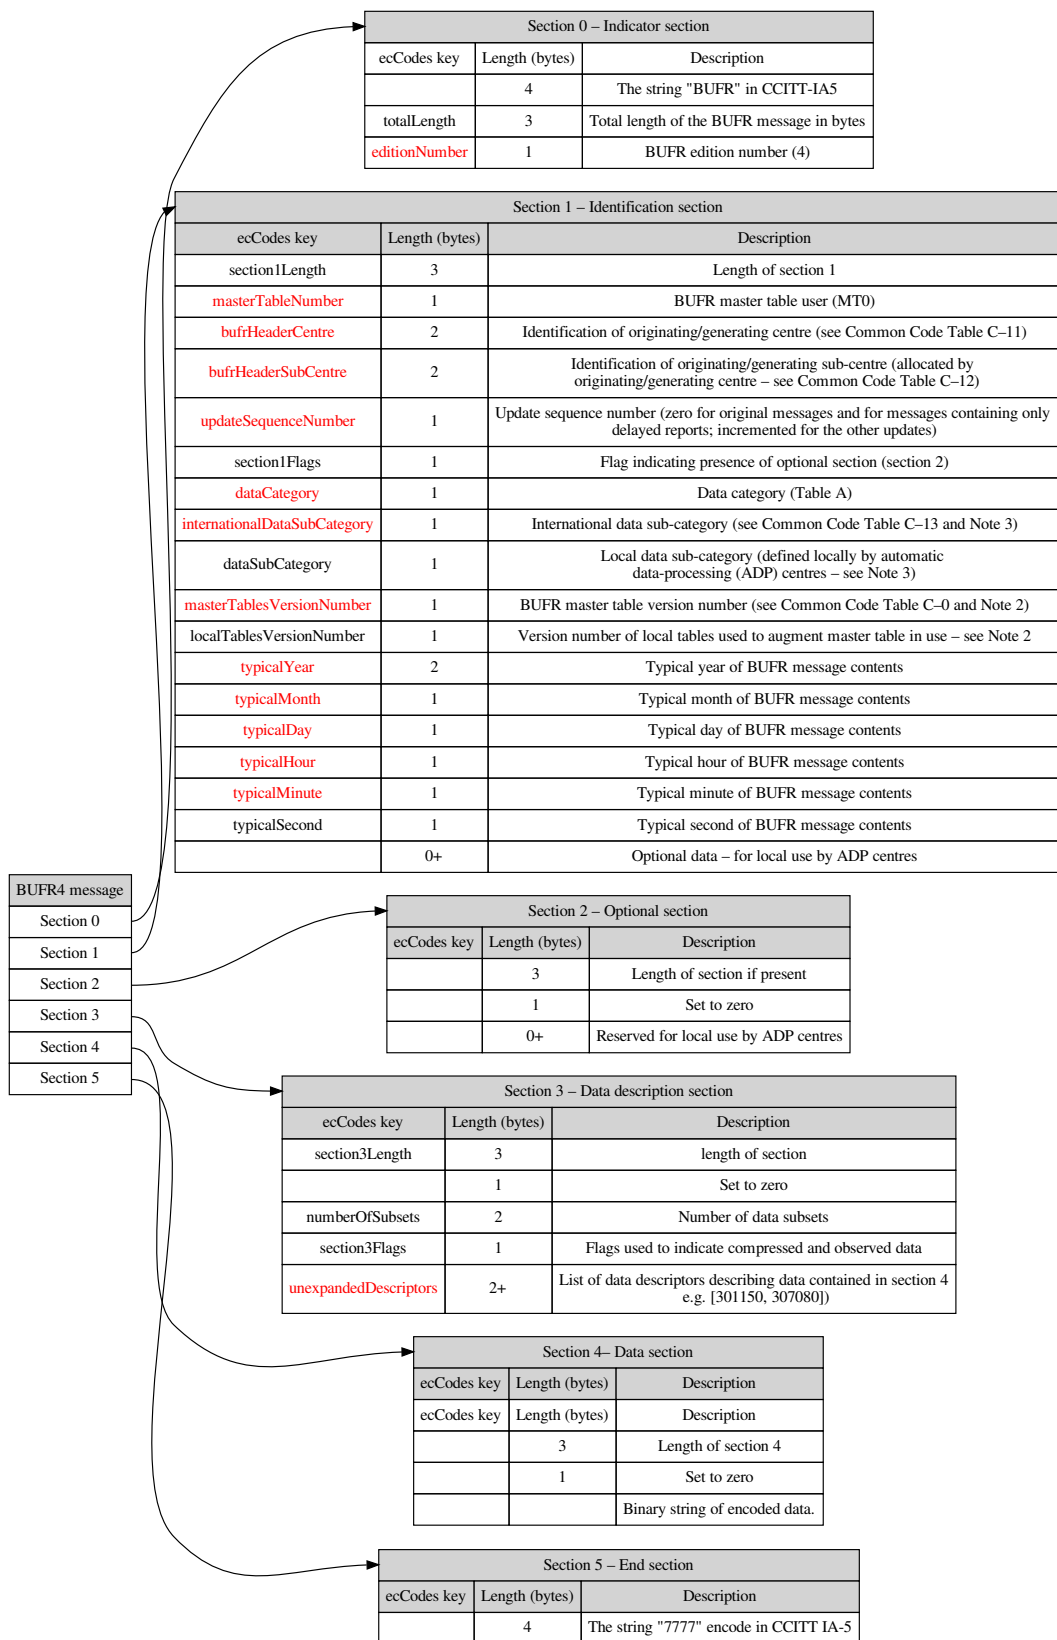 Section 0 – Indicator section
ecCodes key Length (bytes) Description
4 The string "BUFR" in CCITT-IA5
totalLength 3 Total length of the BUFR message in bytes
editionNumber 1 BUFR edition number (4)
Section 1 – Identification section
ecCodes key Length (bytes) Description
section1Length 3 Length of section 1
masterTableNumber 1 BUFR master table user (MT0)
bufrHeaderCentre 2 Identification of originating/generating centre (see Common Code Table C–11)
bufrHeaderSubCentre 2 Identification of originating/generating sub-centre (allocated by
originating/generating centre – see Common Code Table C–12)
updateSequenceNumber 1 Update sequence number (zero for original messages and for messages containing only
delayed reports; incremented for the other updates)
section1Flags 1 Flag indicating presence of optional section (section 2)
dataCategory 1 Data category (Table A)
internationalDataSubCategory 1 International data sub-category (see Common Code Table C–13 and Note 3)
dataSubCategory 1 Local data sub-category (defined locally by automatic
data-processing (ADP) centres – see Note 3)
masterTablesVersionNumber 1 BUFR master table version number (see Common Code Table C–0 and Note 2)
localTablesVersionNumber 1 Version number of local tables used to augment master table in use – see Note 2
typicalYear 2 Typical year of BUFR message contents
typicalMonth 1 Typical month of BUFR message contents
typicalDay 1 Typical day of BUFR message contents
typicalHour 1 Typical hour of BUFR message contents
typicalMinute 1 Typical minute of BUFR message contents
typicalSecond 1 Typical second of BUFR message contents
0+ Optional data – for local use by ADP centres
BUFR4 message
Section 0
Section 1
Section 2
Section 3
Section 4
Section 5
Section 2 – Optional section
ecCodes key Length (bytes) Description
3 Length of section if present
1 Set to zero
0+ Reserved for local use by ADP centres
Section 3 – Data description section
ecCodes key Length (bytes) Description
section3Length 3 length of section
1 Set to zero
numberOfSubsets 2 Number of data subsets
section3Flags 1 Flags used to indicate compressed and observed data
unexpandedDescriptors 2+ List of data descriptors describing data contained in section 4
e.g. [301150, 307080])
Section 4– Data section
ecCodes key Length (bytes) Description
ecCodes key Length (bytes) Description
3 Length of section 4
1 Set to zero
Binary string of encoded data.
Section 5 – End section
ecCodes key Length (bytes) Description
4 The string "7777" encode in CCITT IA-5